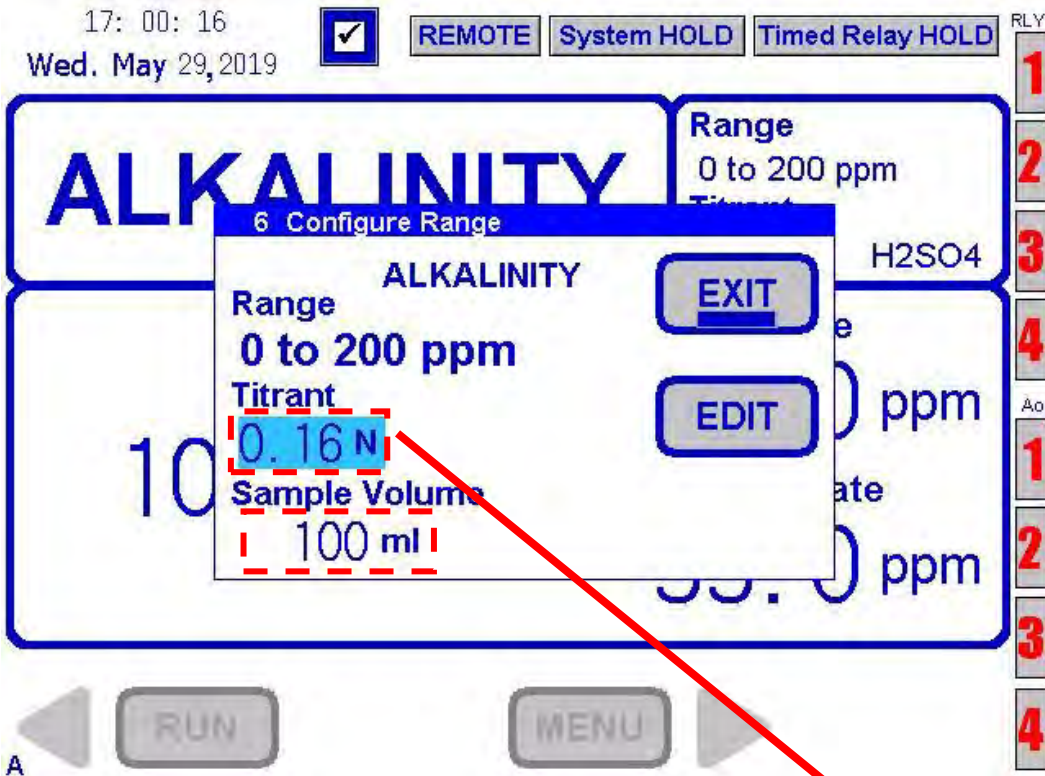 17: 00: 16
Wed. May 29, 2019
REMOTE
System HOLD
Timed Relay HOLD
RLY
1
2
3
4
Ao
1
2
3
4
ALKALINITY
Range
0 to 200 ppm
Titrant
H2SO4
6 Configure Range
ALKALINITY
Range
0 to 200 ppm
Titrant
0. 16 N
Sample Volume
100 ml
EXIT
EDIT
ppm
ppm
RUN
MENU
A